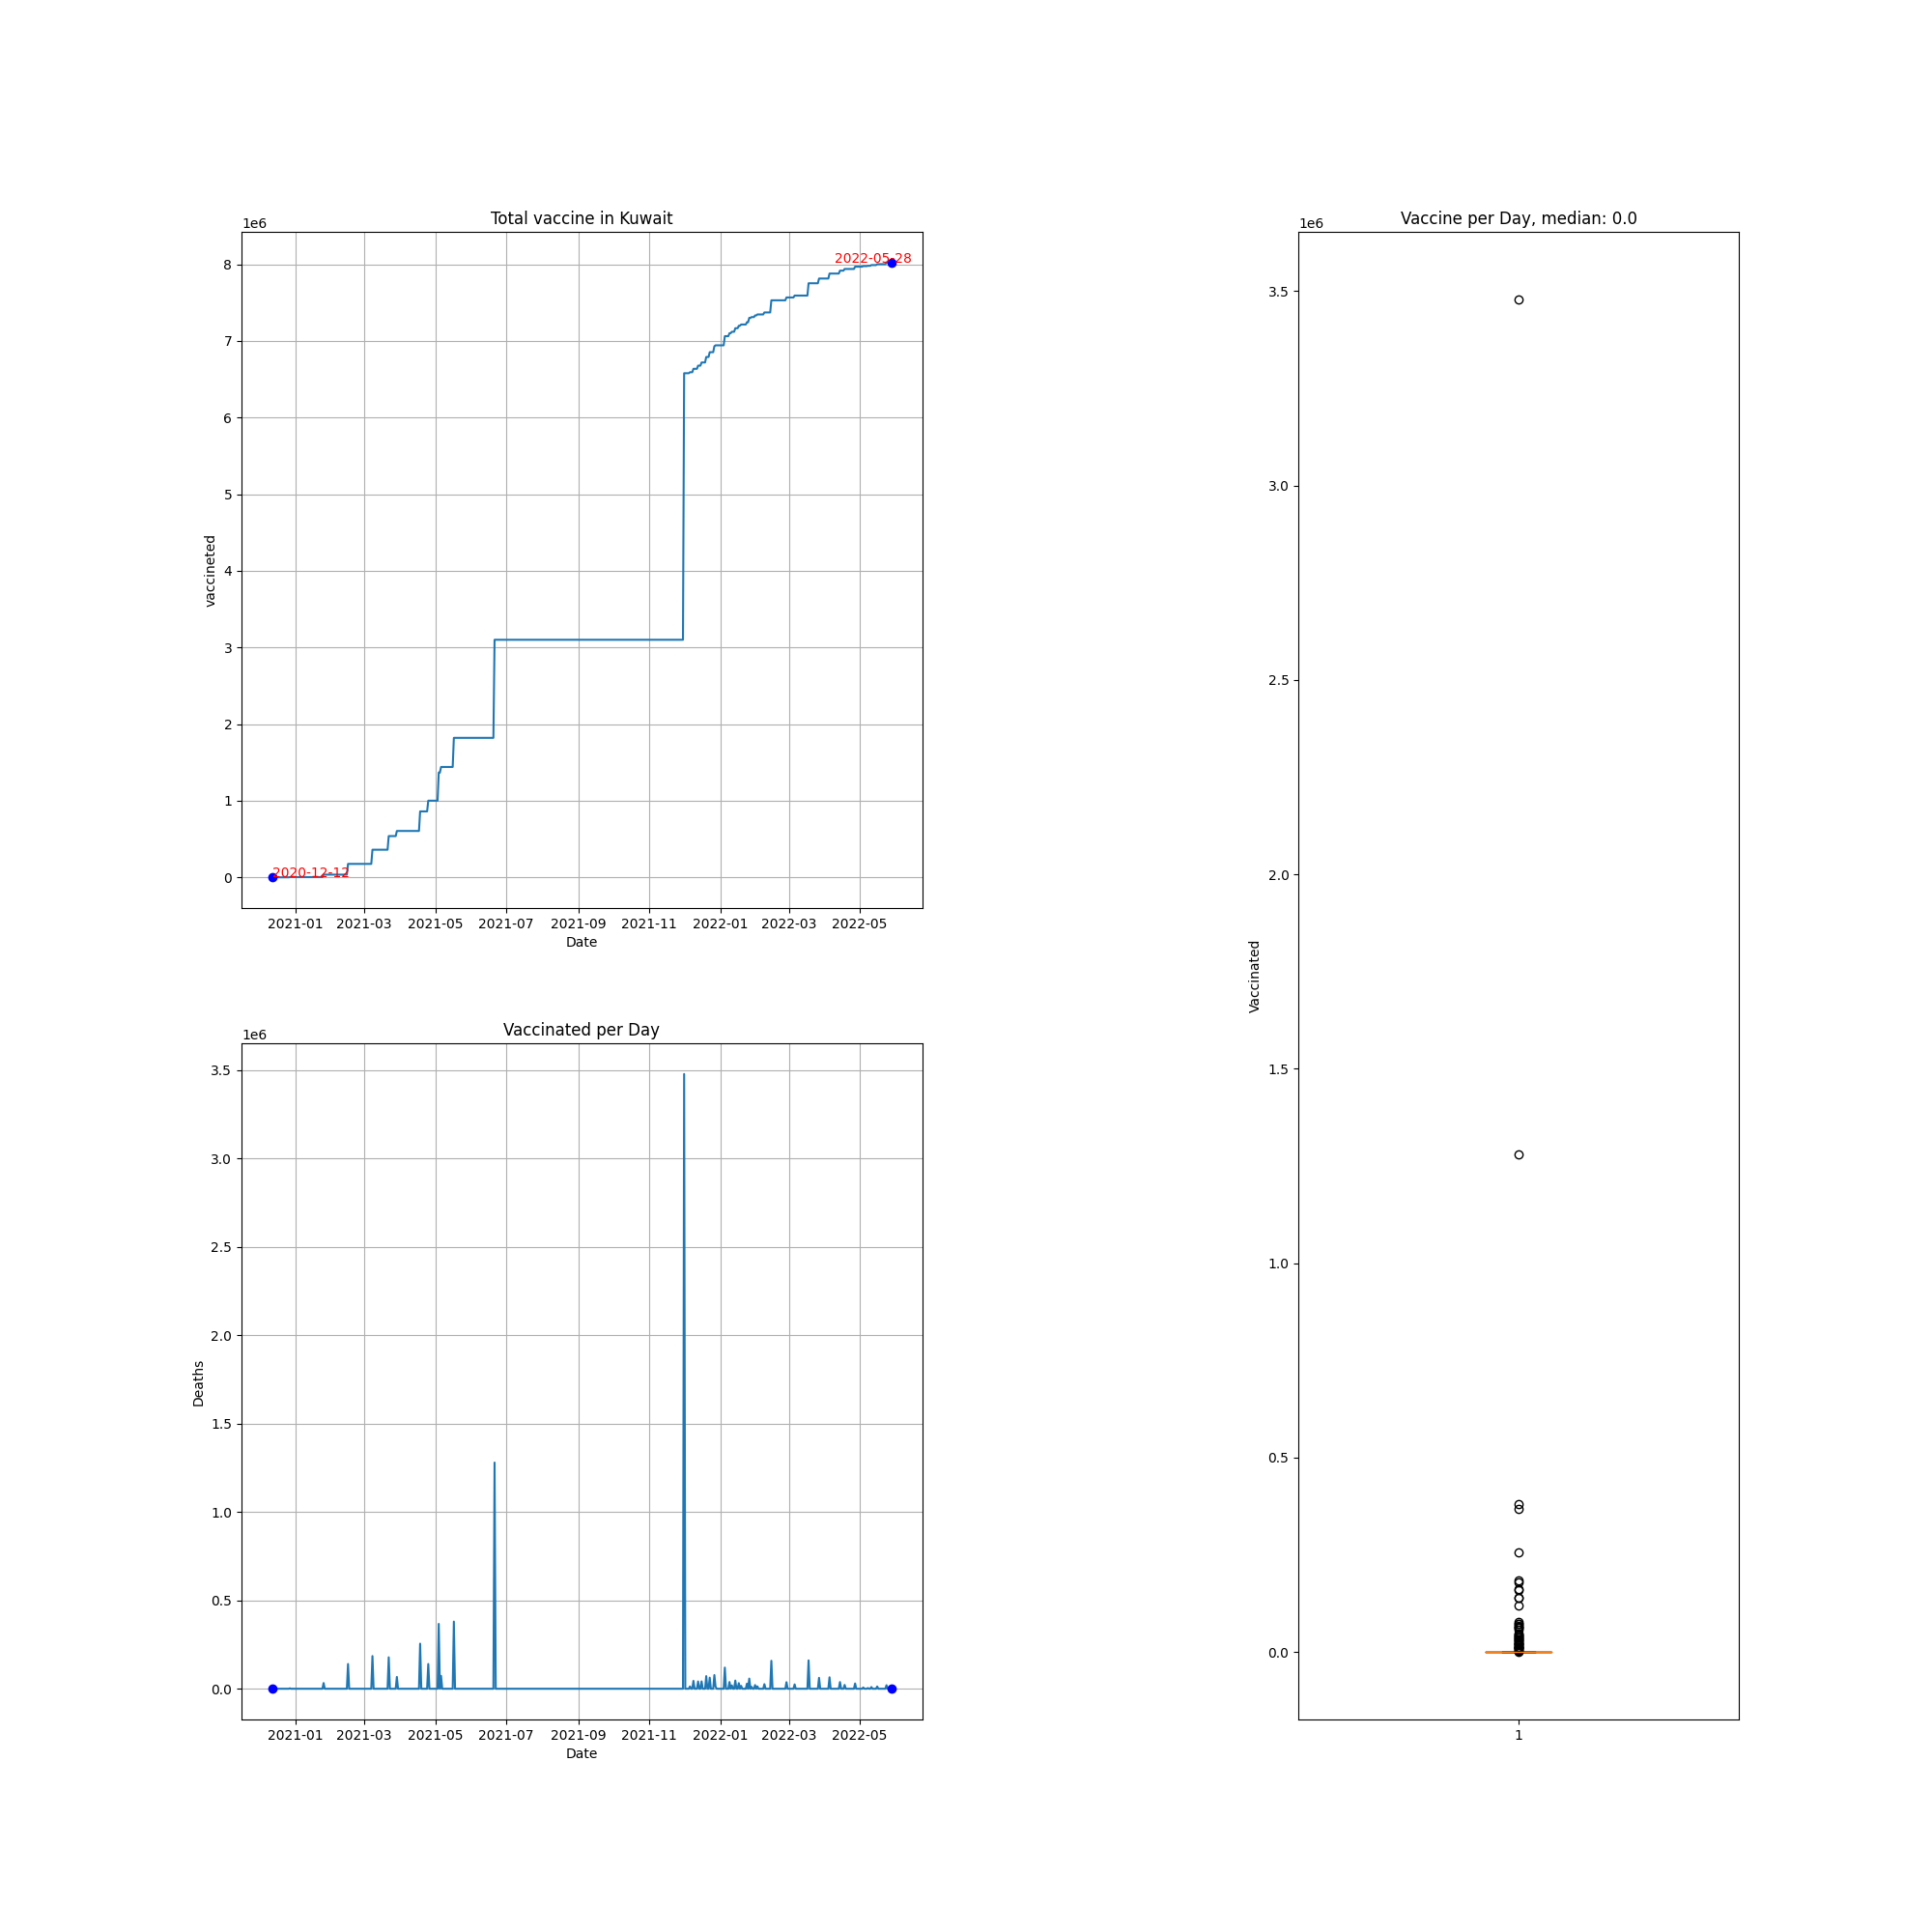 Total vaccine in Kuwait
1e6
8
7
6
5
4
3
2
1
0
vaccineted
2020-12-12
2022-05-28
2021-01 2021-03 2021-05 2021-07 2021-09 2021-11 2022-01 2022-03 2022-05
Date
Vaccinated per Day
1e6
3.5
3.0
2.5
2.0
1.5
1.0
0.5
0.0
Deaths
2021-01 2021-03 2021-05 2021-07 2021-09 2021-11 2022-01 2022-03 2022-05
Date
Vaccine per Day, median: 0.0
1e6
3.5
3.0
2.5
2.0
1.5
1.0
0.5
0.0
Vaccinated
1